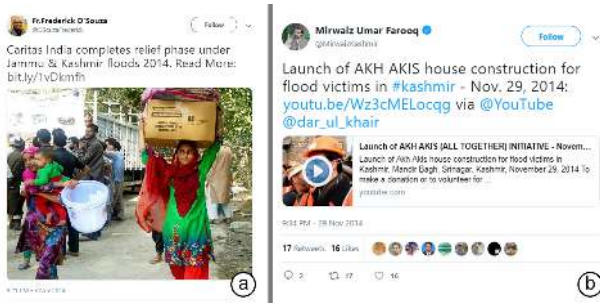 Fr.Frederick D'Souza
Follow
Caritas India completes relief phase under
Jammu & Kashmir floods 2014. Read More:
bit.ly/1vDkmfh
a
Mirwaiz Umar Farooq
@MirwaizKashmir
Follow
Launch of AKH AKIS house construction for
flood victims in #kashmir - Nov. 29, 2014:
youtu.be/Wz3cMELocqg via @YouTube
@dar_ul_khair
Launch of AKH AKIS (ALL TOGETHER) INITIATIVE - Novem...
Launch of Akh Akis house construction for flood victims in
Kashmir, Mandir Bagh, Srinagar, Kashmir, November 29, 2014 To
make a donation or to volunteer for ...
youtube.com
9:34 PM - 29 Nov 2014
17 Retweets 16 Likes
2 17 16
b